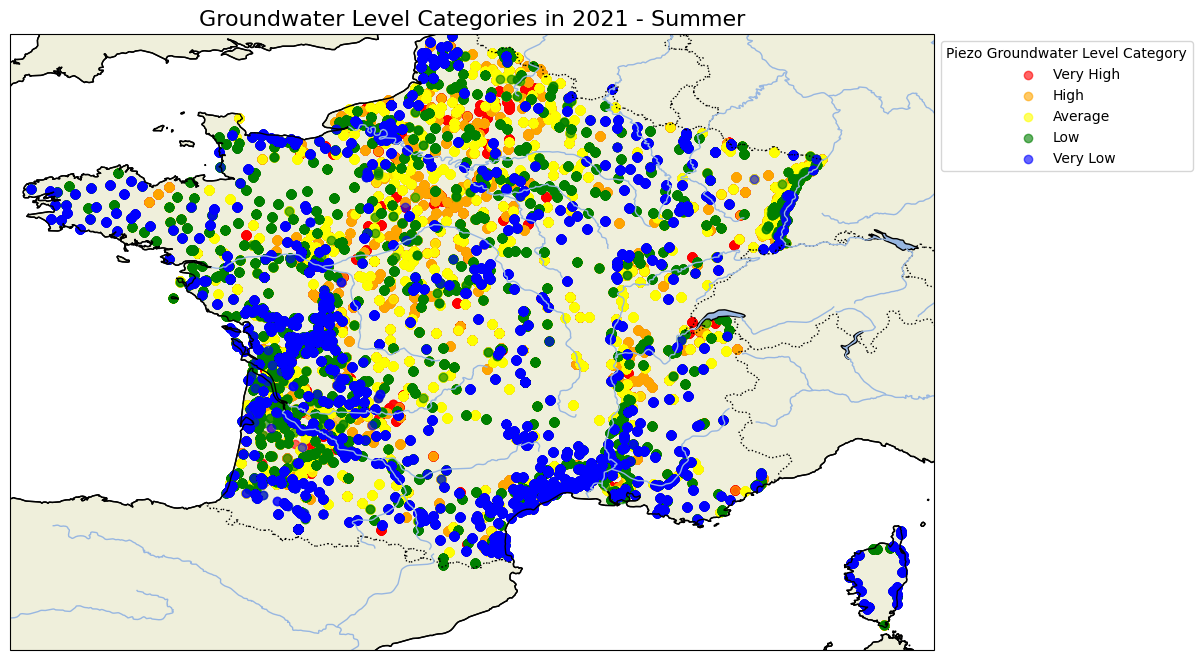 Groundwater Level Categories in 2021 - Summer
Piezo Groundwater Level Category
Very High
High
Average
Low
Very Low